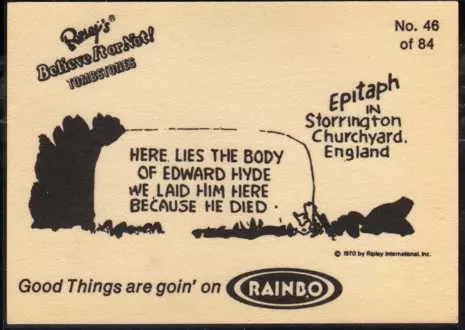 Ripley's
Believe It or Not!
TOMBSTONES
No. 46
of 84
Epitaph
IN
Storrington
Churchyard,
England
HERE LIES THE BODY
OF EDWARD HYDE
WE LAID HIM HERE
BECAUSE HE DIED.
© 1970 by Ripley International, Inc.
Good Things are goin' on
RAINBO